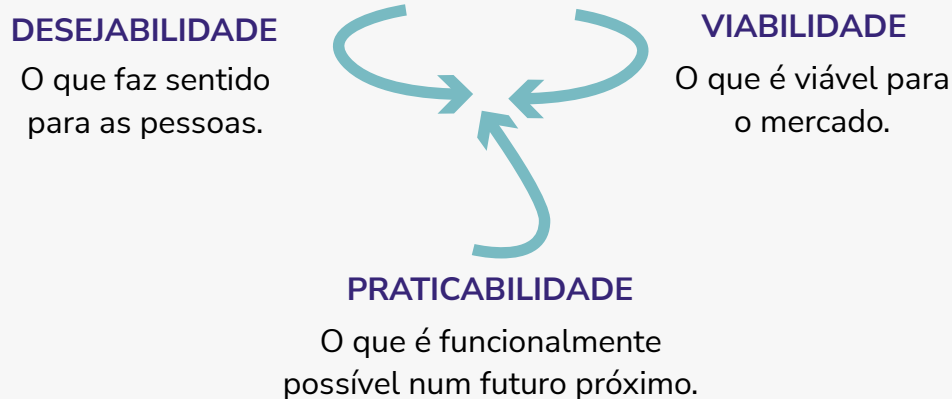 DESEJABILIDADE
O que faz sentido
para as pessoas.
VIABILIDADE
O que é viável para
o mercado.
PRATICABILIDADE
O que é funcionalmente
possível num futuro próximo.